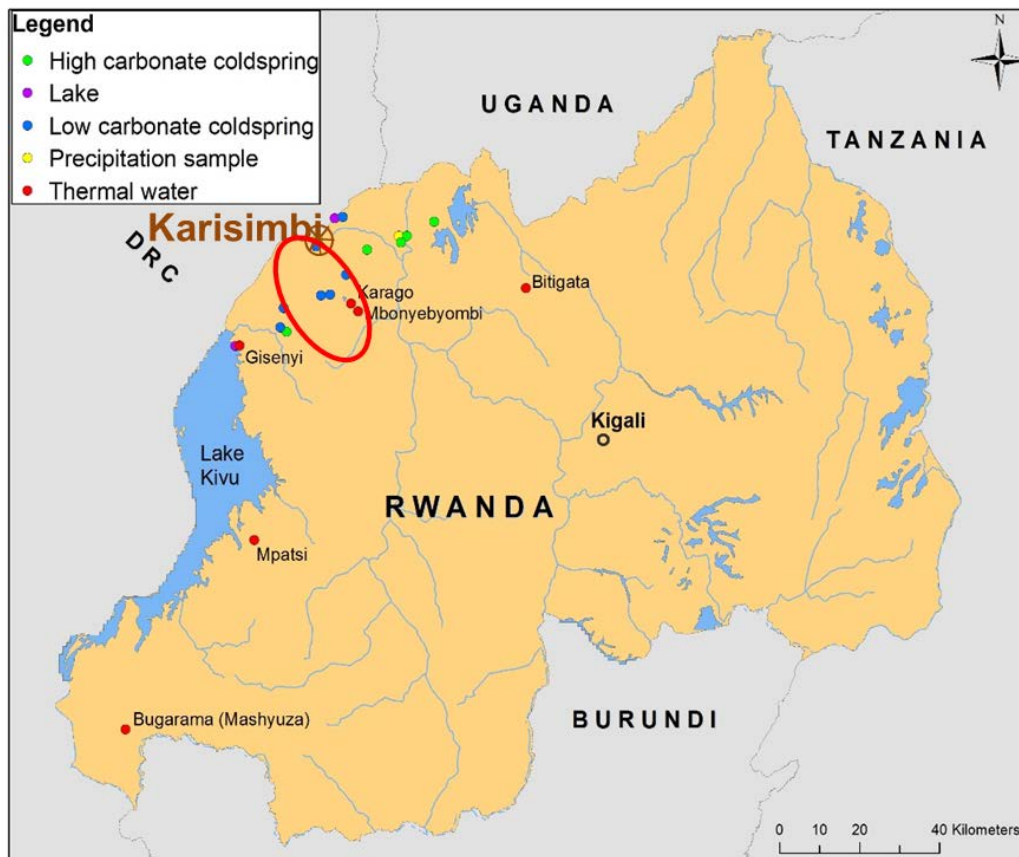 Legend
High carbonate coldspring
Lake
Low carbonate coldspring
Precipitation sample
Thermal water
N
UGANDA
TANZANIA
Karisimbi
DRC
Karago
Bitigata
Mbonyebyombi
Gisenyi
Kigali
Lake
Kivu
RWANDA
Mpatsi
Bugarama (Mashyuza)
BURUNDI
0 10 20 40 Kilometers